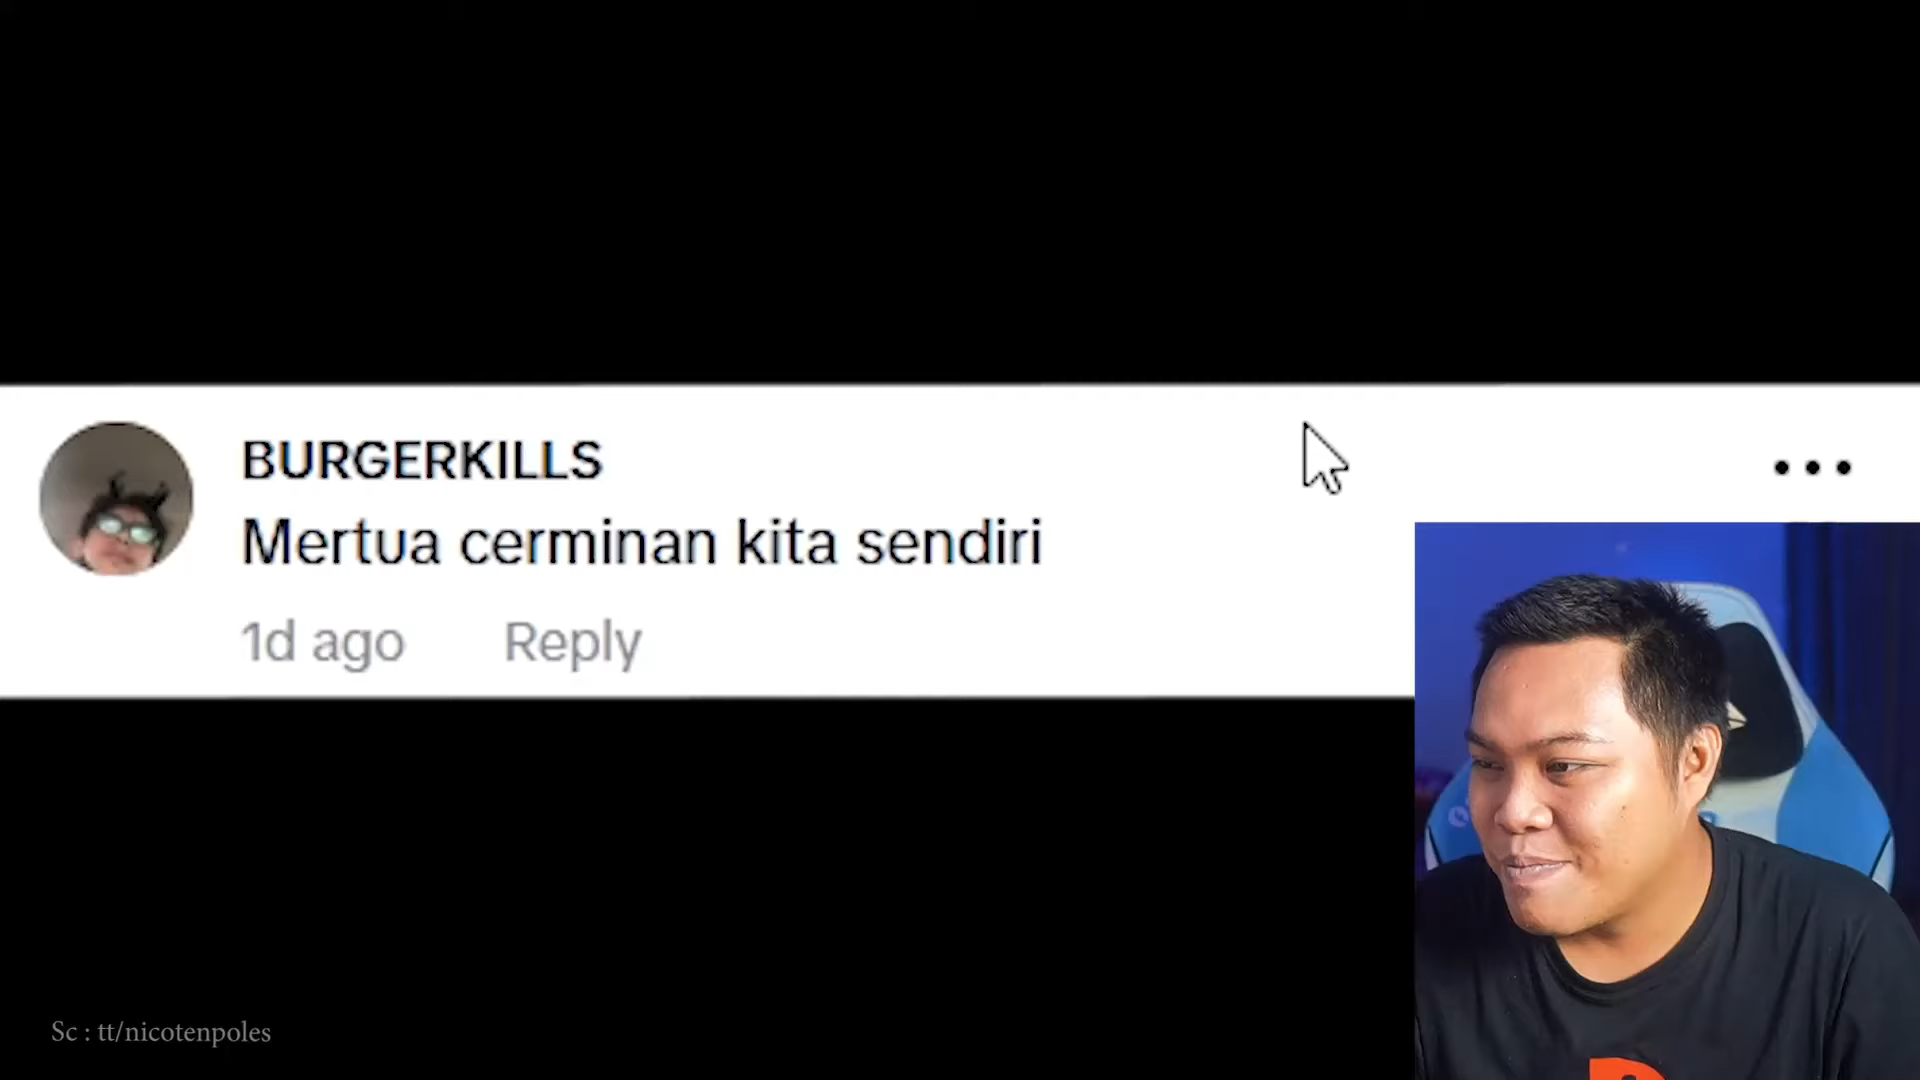 BURGERKILLS
Mertua cerminan kita sendiri
1d ago Reply
Sc : tt/nicotenpoles